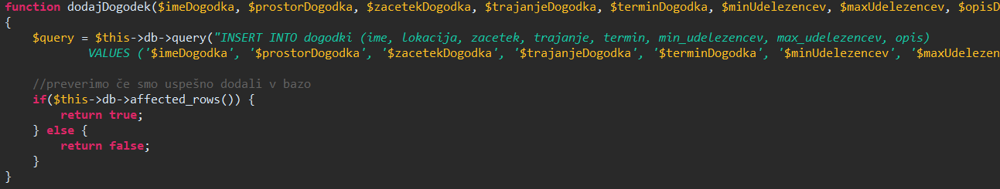 function dodajDogodek($imeDogodka, $prostorDogodka, $zacetekDogodka, $trajanjeDogodka, $terminDogodka, $minUdelezencev, $maxUdelezencev, $opisD
{
    $query = $this->db->query("INSERT INTO dogodki (ime, lokacija, zacetek, trajanje, termin, min_udelezencev, max_udelezencev, opis)
            VALUES ('$imeDogodka', '$prostorDogodka', '$zacetekDogodka', '$trajanjeDogodka', '$terminDogodka', '$minUdelezencev', '$maxUdelezen
    //preverimo če smo uspešno dodali v bazo
    if($this->db->affected_rows()) {
        return true;
    } else {
        return false;
    }
}